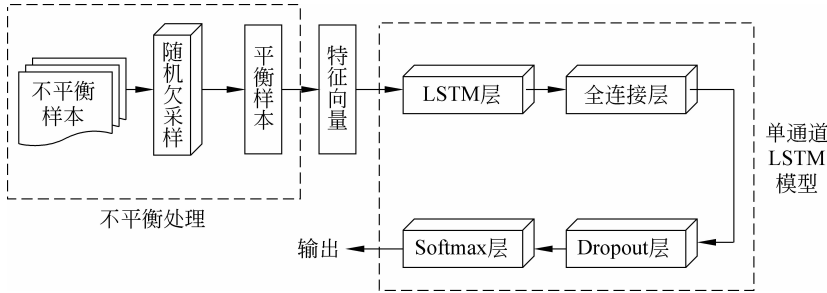 不平衡
样本
随机欠采样
平衡样本
特征向量
LSTM层
全连接层
单通道
LSTM
模型
不平衡处理
输出
Softmax层
Dropout层